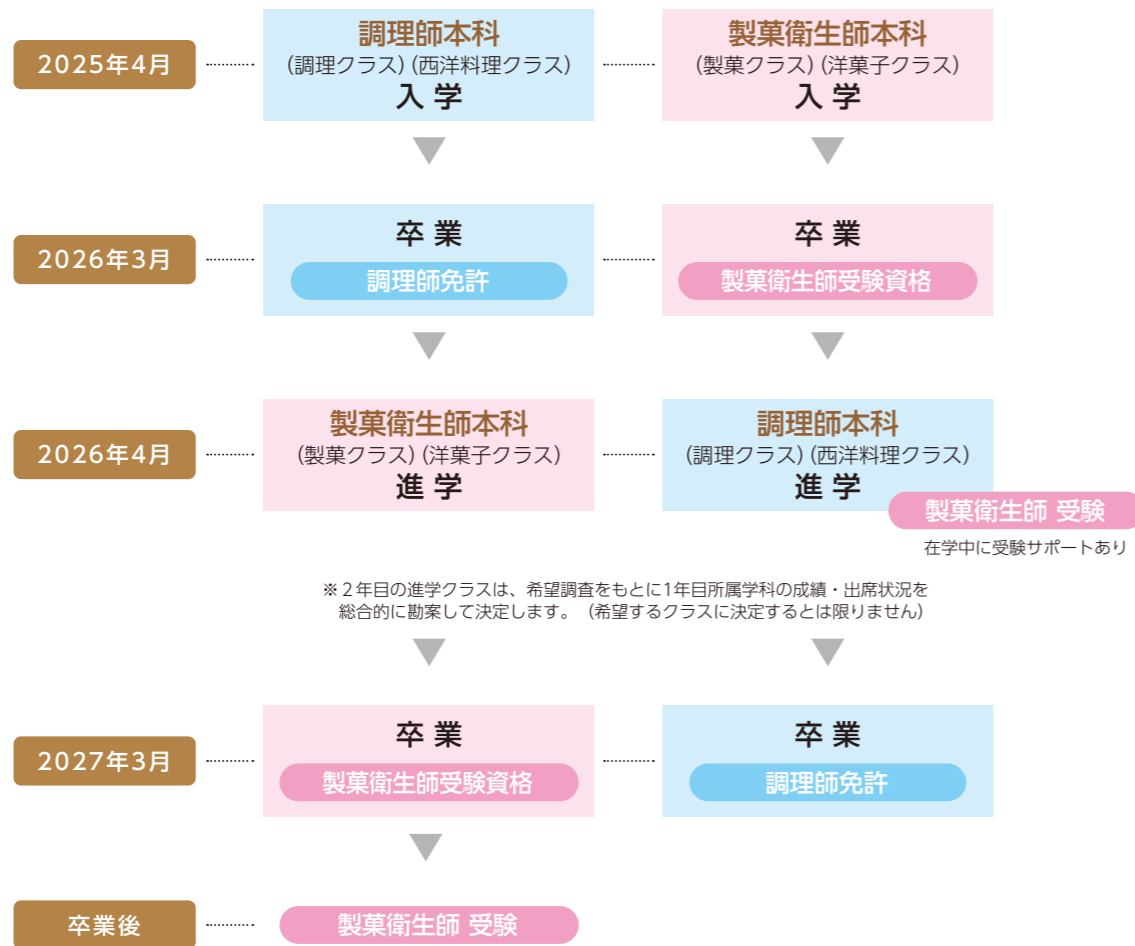 2025年4月
調理師本科
（調理クラス）（西洋料理クラス）
入 学
製菓衛生師本科
（製菓クラス）（洋菓子クラス）
入 学
2026年3月
卒 業
調理師免許
卒 業
製菓衛生師受験資格
2026年4月
製菓衛生師本科
（製菓クラス）（洋菓子クラス）
進 学
調理師本科
（調理クラス）（西洋料理クラス）
進 学
製菓衛生師 受験
在学中に受験サポートあり
※２年目の進学クラスは、希望調査をもとに1年目所属学科の成績・出席状況を
総合的に勘案して決定します。（希望するクラスに決定するとは限りません）
2027年3月
卒 業
製菓衛生師受験資格
卒 業
調理師免許
卒業後
製菓衛生師 受験